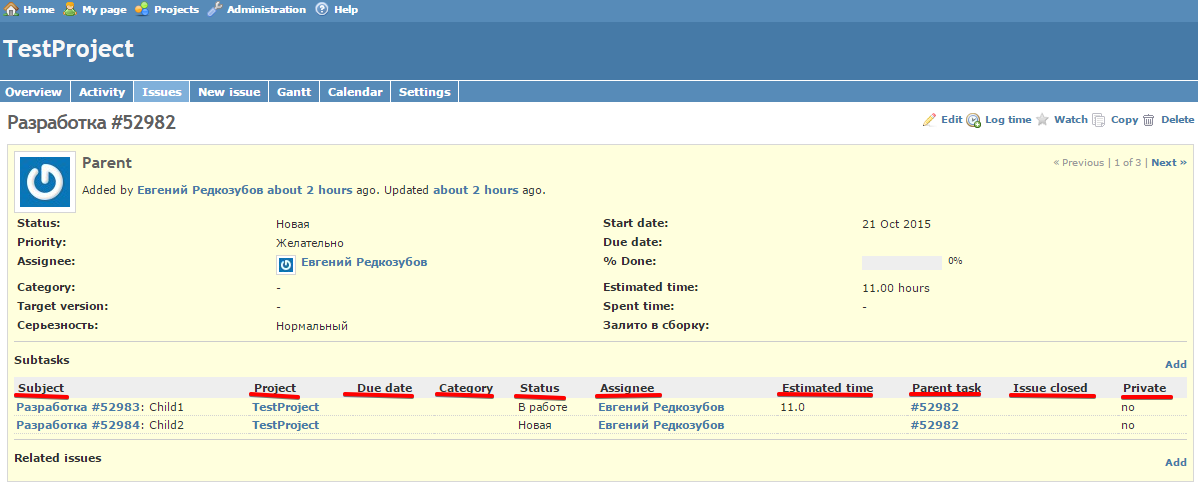 Home My page Projects Administration Help
TestProject
Overview Activity Issues New issue Gantt Calendar Settings
Разработка #52982 Edit Log time Watch Copy Delete
Parent « Previous | 1 of 3 | Next »
Added by Евгений Редкозубов about 2 hours ago. Updated about 2 hours ago.
Status: Новая Start date: 21 Oct 2015
Priority: Желательно Due date:
Assignee: Евгений Редкозубов % Done: 0%
Category: - Estimated time: 11.00 hours
Target version: - Spent time: -
Серьезность: Нормальный Залито в сборку:
Subtasks Add
Subject Project Due date Category Status Assignee Estimated time Parent task Issue closed Private
Разработка #52983: Child1 TestProject В работе Евгений Редкозубов 11.0 #52982 no
Разработка #52984: Child2 TestProject Новая Евгений Редкозубов #52982 no
Related issues Add